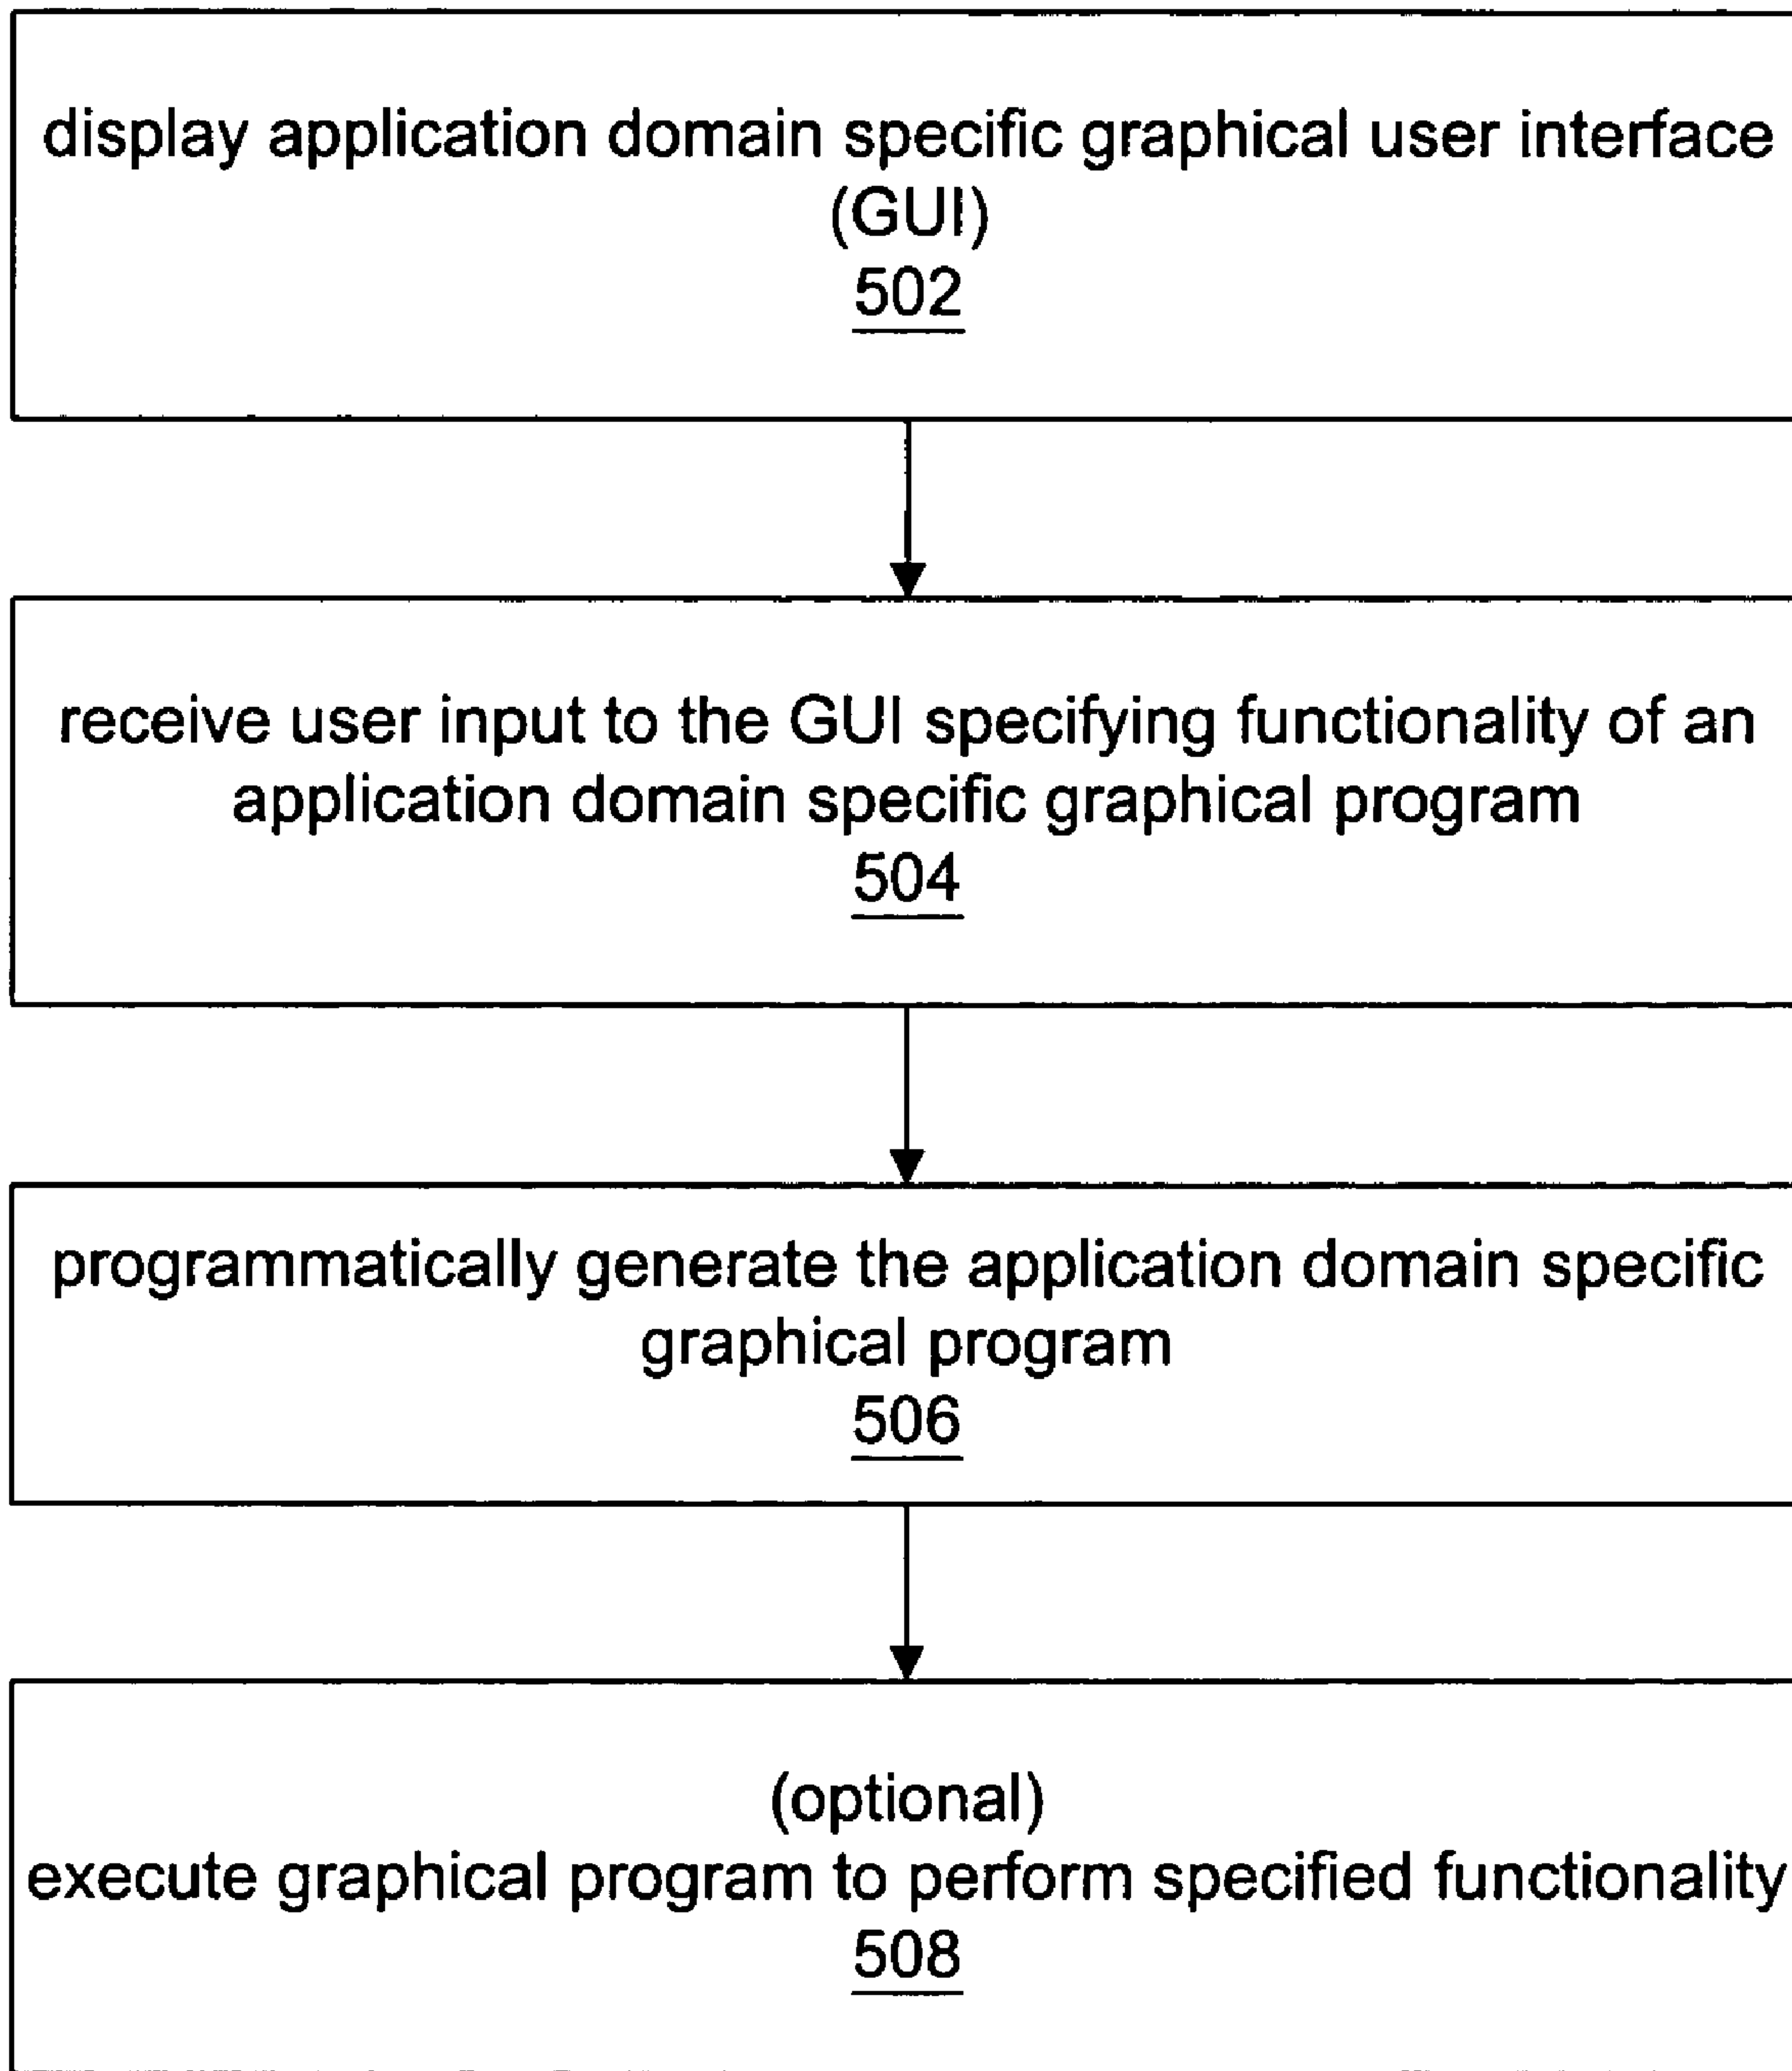 display application domain specific graphical user interface
(GUI)
502
receive user input to the GUI specifying functionality of an
application domain specific graphical program
504
programmatically generate the application domain specific
graphical program
506
(optional)
execute graphical program to perform specified functionality
508